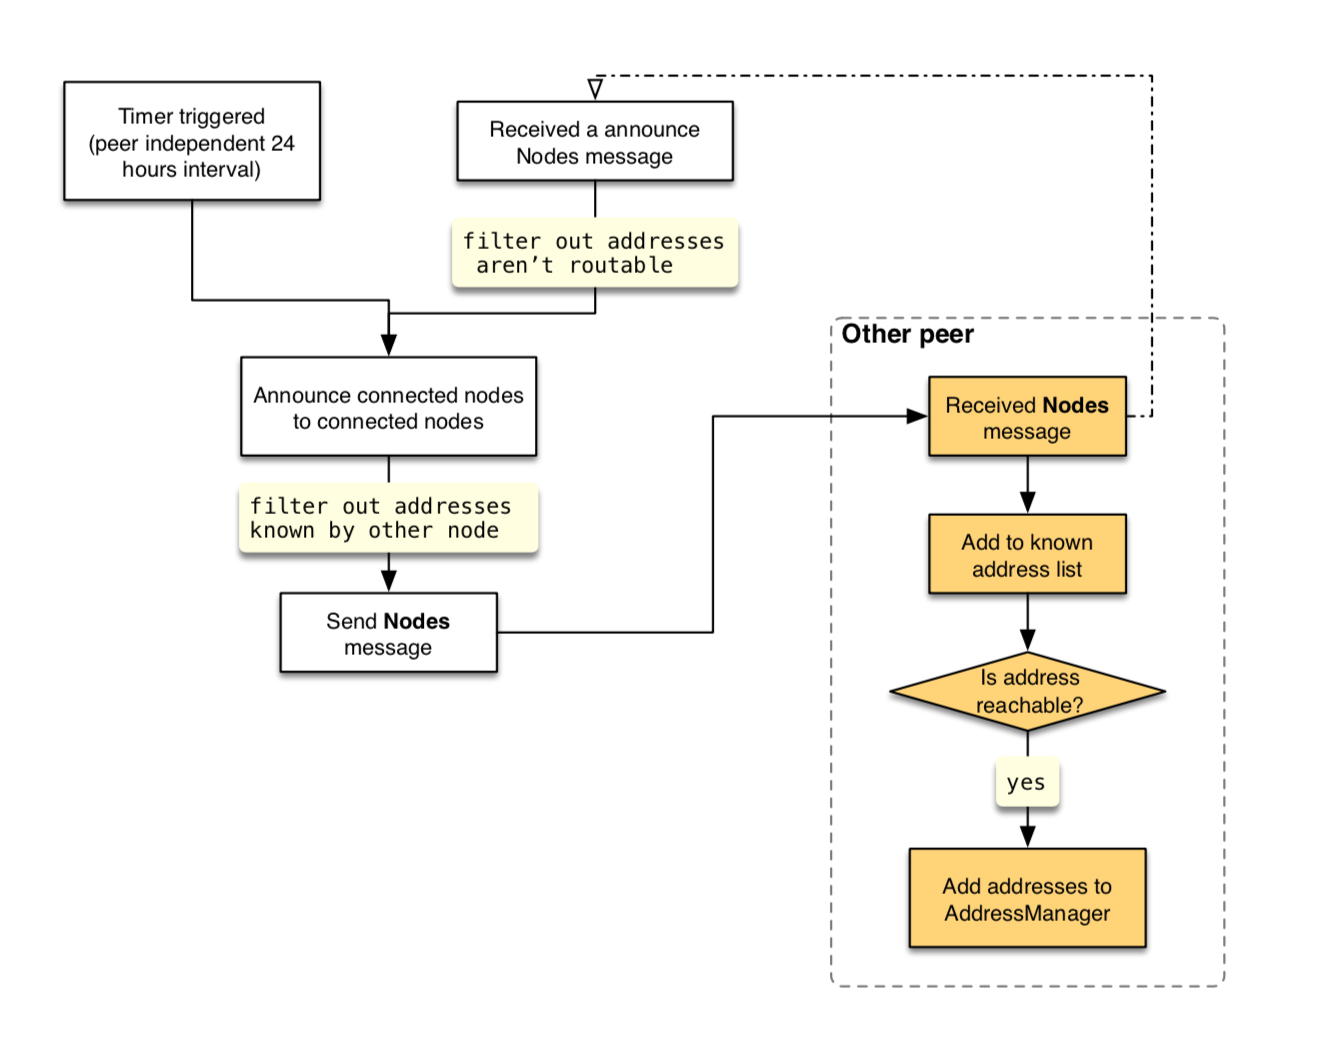 Timer triggered
(peer independent 24
hours interval)
Received a announce
Nodes message
filter out addresses
aren’t routable
Announce connected nodes
to connected nodes
filter out addresses
known by other node
Send Nodes
message
Other peer
Received Nodes
message
Add to known
address list
Is address
reachable?
yes
Add addresses to
AddressManager